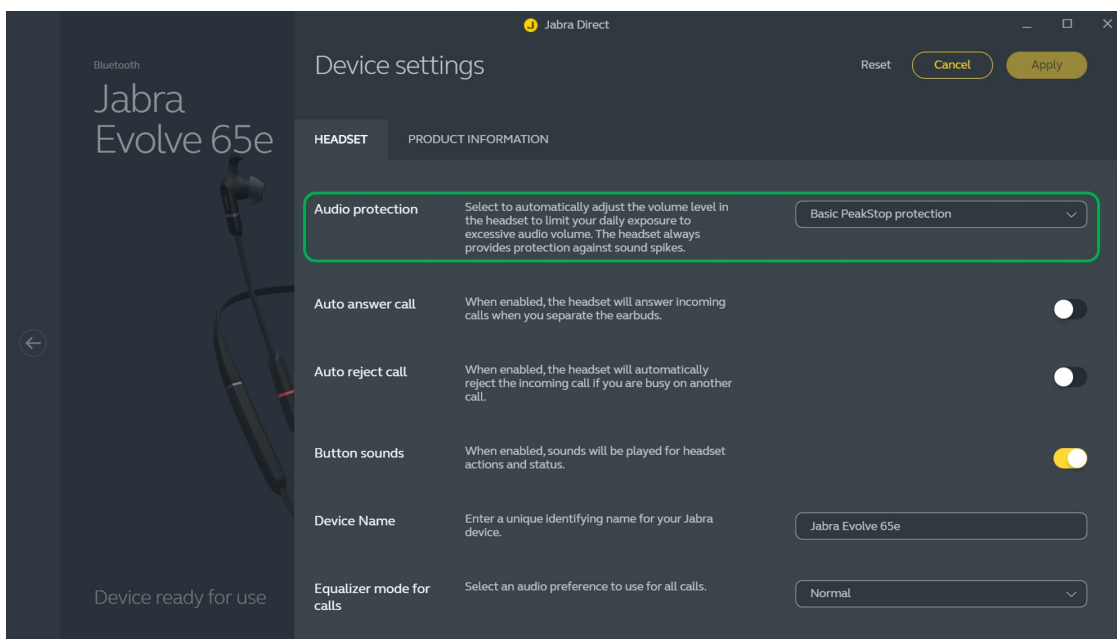 Jabra Direct
Bluetooth
Jabra
Evolve 65e
Device ready for use
Device settings
Reset
Cancel
Apply
HEADSET
PRODUCT INFORMATION
Audio protection
Select to automatically adjust the volume level in
the headset to limit your daily exposure to
excessive audio volume. The headset always
provides protection against sound spikes.
Basic PeakStop protection
Auto answer call
When enabled, the headset will answer incoming
calls when you separate the earbuds.
Auto reject call
When enabled, the headset will automatically
reject the incoming call if you are busy on another
call.
Button sounds
When enabled, sounds will be played for headset
actions and status.
Device Name
Enter a unique identifying name for your Jabra
device.
Jabra Evolve 65e
Equalizer mode for
calls
Select an audio preference to use for all calls.
Normal